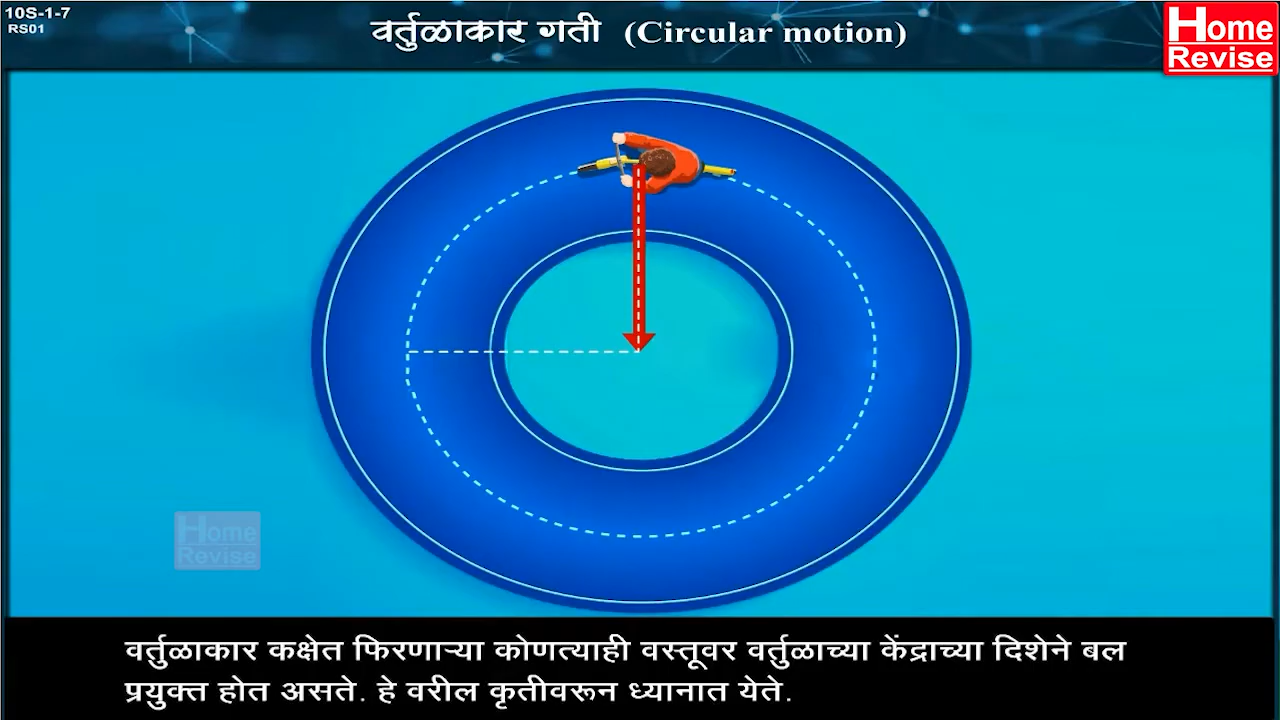 10S-1-7
RS01
वर्तुळाकार गती (Circular motion)
Home
Revise
Home
Revise
वर्तुळाकार कक्षेत फिरणाऱ्या कोणत्याही वस्तूवर वर्तुळाच्या केंद्राच्या दिशेने बल
प्रयुक्त होत असते. हे वरील कृतीवरून ध्यानात येते.